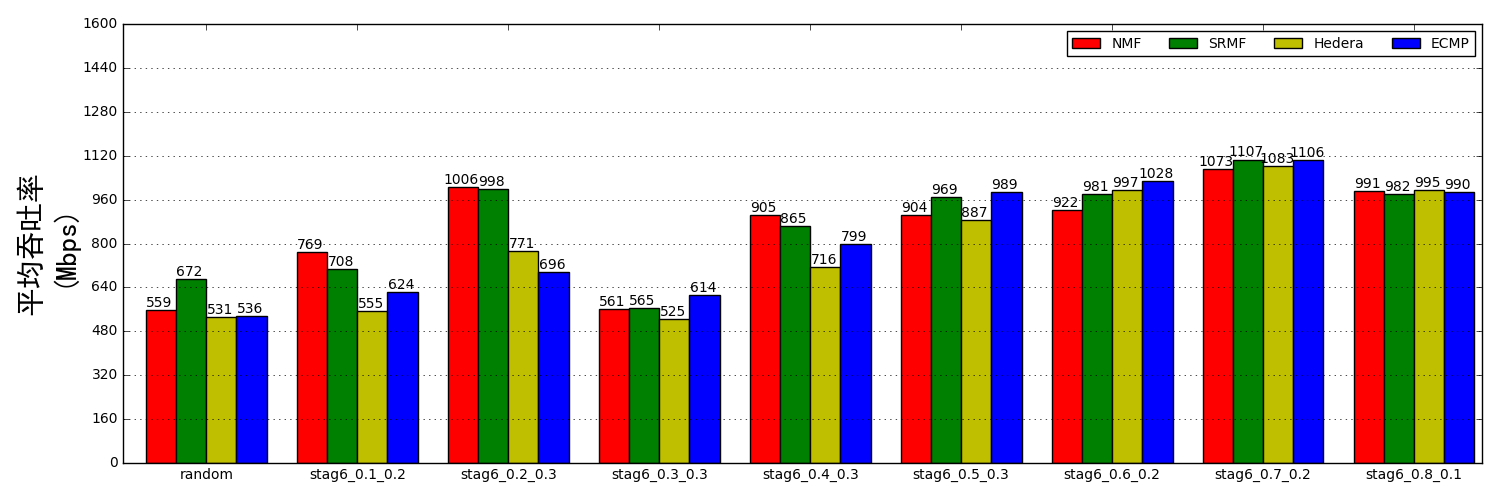 1600
1440
1280
1120
960
800
640
480
320
160
0
平均吞吐率
(Mbps)
NMF SRMF Hedera ECMP
559 672 531 536
769 708 555 624
1006 998 771 696
561 565 525 614
905 865 716 799
904 969 887 989
922 981 997 1028
1073 1107 1083 1106
991 982 995 990
random stag6_0.1_0.2 stag6_0.2_0.3 stag6_0.3_0.3 stag6_0.4_0.3 stag6_0.5_0.3 stag6_0.6_0.2 stag6_0.7_0.2 stag6_0.8_0.1